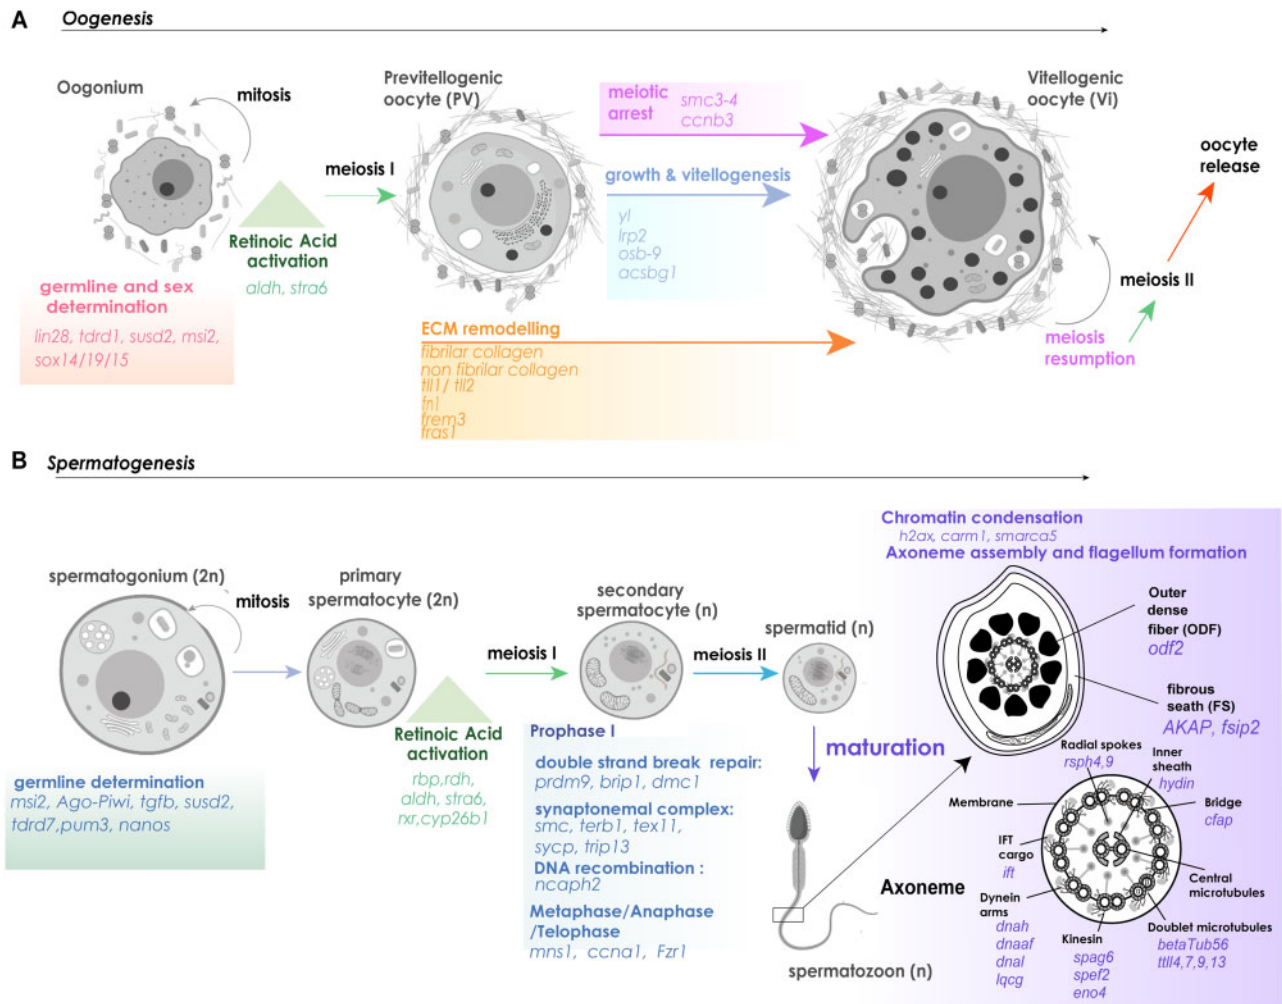 A
Oogenesis
Oogonium
mitosis
germline and sex
determination
lin28, tdrd1, susd2, msi2,
sox14/19/15
Retinoic Acid
activation
aldh, stra6
meiosis I
Previtellogenic
oocyte (PV)
meiotic
arrest
smc3-4
ccnb3
growth & vitellogenesis
yl
lrp2
osb-9
acsbg1
ECM remodelling
fibrilar collagen
non fibrilar collagen
tll1/ tll2
fn1
frem3
fras1
Vitellogenic
oocyte (Vi)
meiosis
resumption
meiosis II
oocyte
release
B
Spermatogenesis
spermatogonium (2n)
mitosis
germline determination
msi2, Ago-Piwi, tgfb, susd2,
tdrd7,pum3, nanos
primary
spermatocyte (2n)
Retinoic Acid
activation
rbp,rdh,
aldh, stra6,
rxr,cyp26b1
meiosis I
secondary
spermatocyte (n)
meiosis II
spermatid (n)
Prophase I
double strand break repair:
prdm9, brip1, dmc1
synaptonemal complex:
smc, terb1, tex11,
sycp, trip13
DNA recombination :
ncaph2
Metaphase/Anaphase
/Telophase
mns1, ccna1, Fzr1
maturation
spermatozoon (n)
Chromatin condensation
h2ax, carm1, smarca5
Axoneme assembly and flagellum formation
Outer
dense
fiber (ODF)
odf2
fibrous
seath (FS)
AKAP, fsip2
Axoneme
Radial spokes
rsph4,9
Inner
sheath
hydin
Membrane
Bridge
cfap
IFT
cargo
ift
Central
microtubules
Dynein
arms
dnah
dnaaf
dnal
lqcg
Kinesin
spag6
spef2
eno4
Doublet microtubules
betaTub56
ttll4,7,9,13